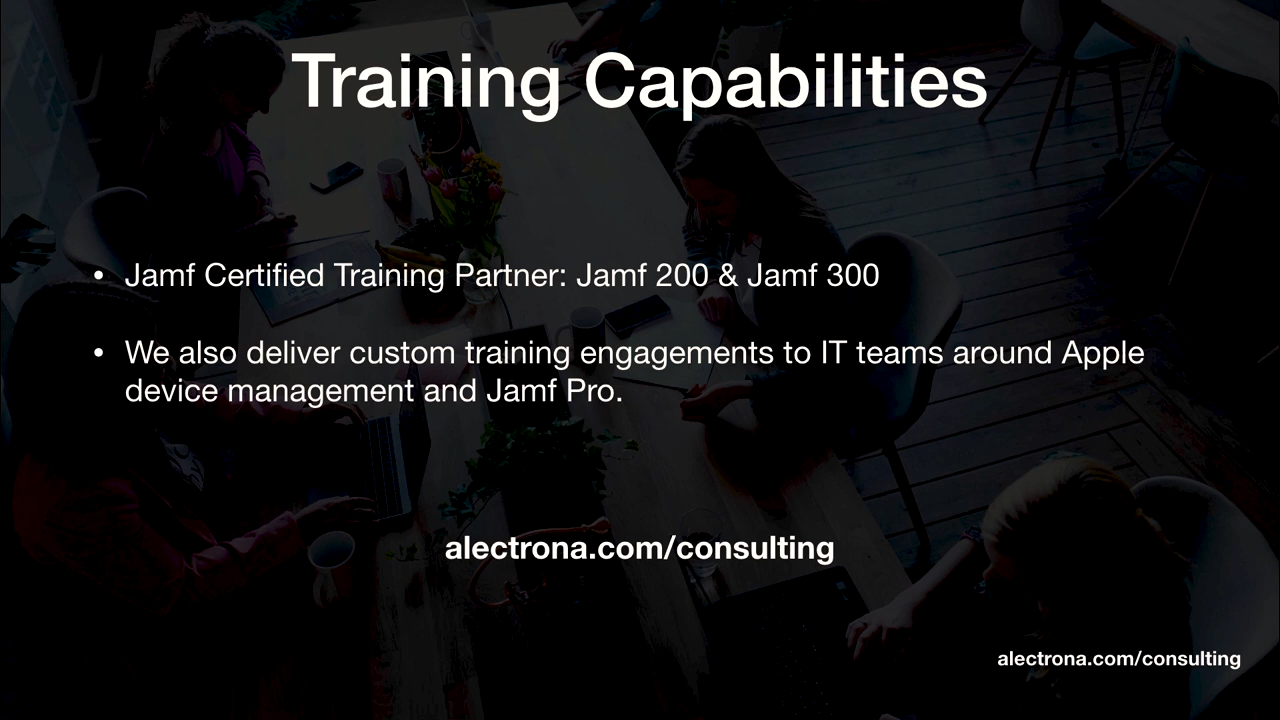 Training Capabilities
• Jamf Certified Training Partner: Jamf 200 & Jamf 300
• We also deliver custom training engagements to IT teams around Apple
device management and Jamf Pro.
alectrona.com/consulting
alectrona.com/consulting